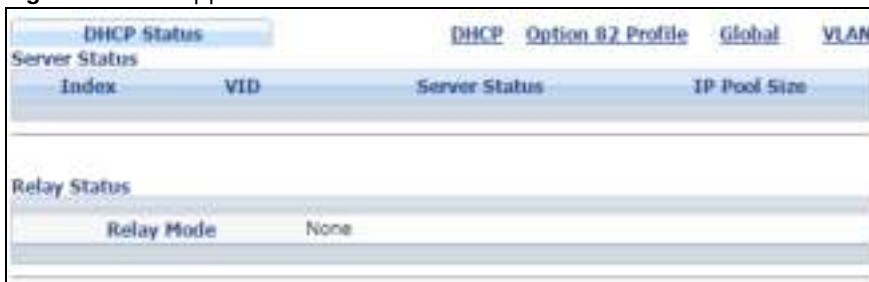 DHCP Status DHCP Option 82 Profile Global VLAN
Server Status
Index VID Server Status IP Pool Size
Relay Status
Relay Mode None